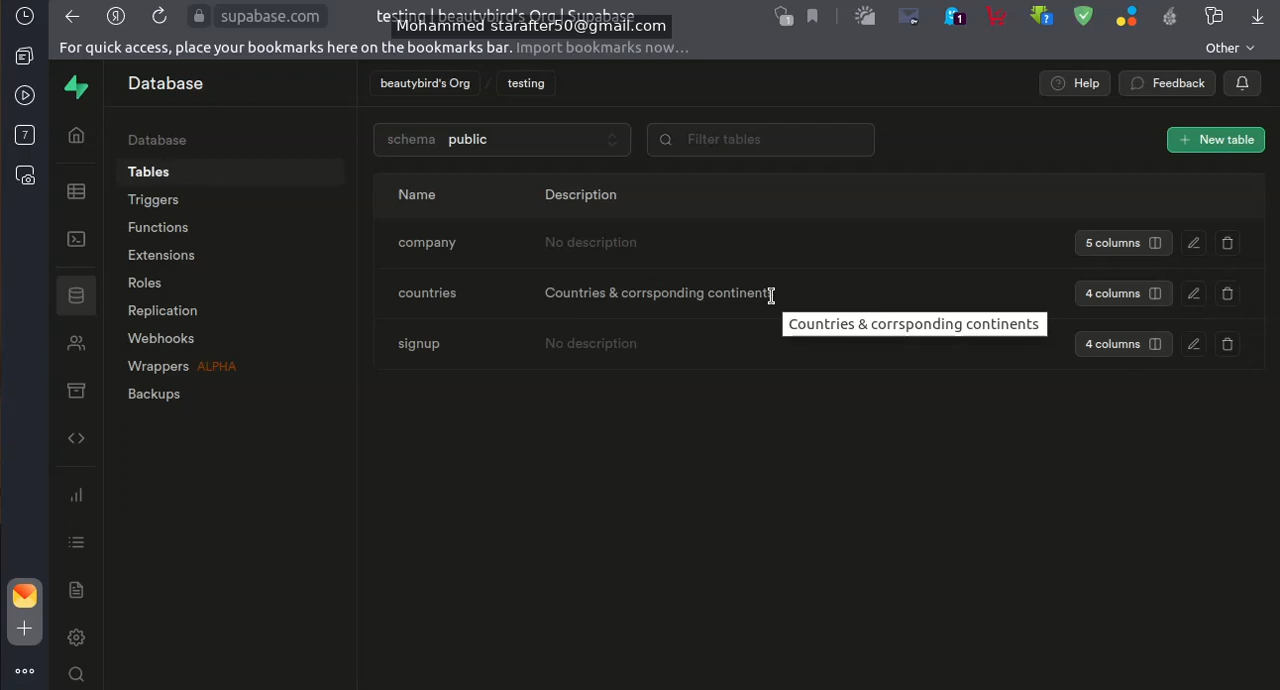 supabase.com
testing | beautybird's Org | Supabase
Mohammed starafter50@gmail.com
1
1
?
For quick access, place your bookmarks here on the bookmarks bar. Import bookmarks now...
Other
7
Database
beautybird's Org / testing
Help
Feedback
Database
Tables
Triggers
Functions
Extensions
Roles
Replication
Webhooks
Wrappers ALPHA
Backups
schema public
Filter tables
+ New table
Name Description
company No description 5 columns
countries Countries & corrsponding continents 4 columns
Countries & corrsponding continents
signup No description 4 columns